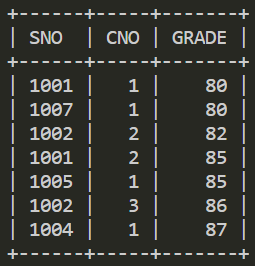 +------+-----+-------+
| SNO  | CNO | GRADE |
+------+-----+-------+
| 1001 |   1 |    80 |
| 1007 |   1 |    80 |
| 1002 |   2 |    82 |
| 1001 |   2 |    85 |
| 1005 |   1 |    85 |
| 1002 |   3 |    86 |
| 1004 |   1 |    87 |
+------+-----+-------+